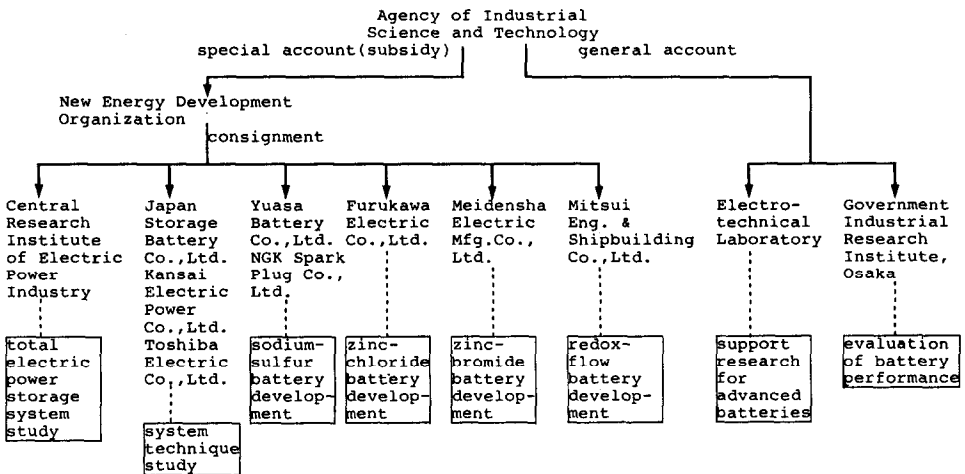 Agency of Industrial
Science and Technology
special account(subsidy)
general account
New Energy Development
Organization
consignment
Central
Research
Institute
of Electric
Power
Industry
Japan
Storage
Battery
Co.,Ltd.
Kansai
Electric
Power
Co.,Ltd.
Toshiba
Electric
Co.,Ltd.
Yuasa
Battery
Co.,Ltd.
NGK Spark
Plug Co.,
Ltd.
Furukawa
Electric
Co.,Ltd.
Meidensha
Electric
Mfg.Co.,
Ltd.
Mitsui
Eng. &
Shipbuilding
Co.,Ltd.
Electro-
technical
Laboratory
Government
Industrial
Research
Institute,
Osaka
total
electric
power
storage
system
study
system
technique
study
sodium-
sulfur
battery
develop-
ment
zinc-
chloride
battery
develop-
ment
zinc-
bromide
battery
develop-
ment
redox-
flow
battery
develop-
ment
support
research
for
advanced
batteries
evaluation
of battery
performance